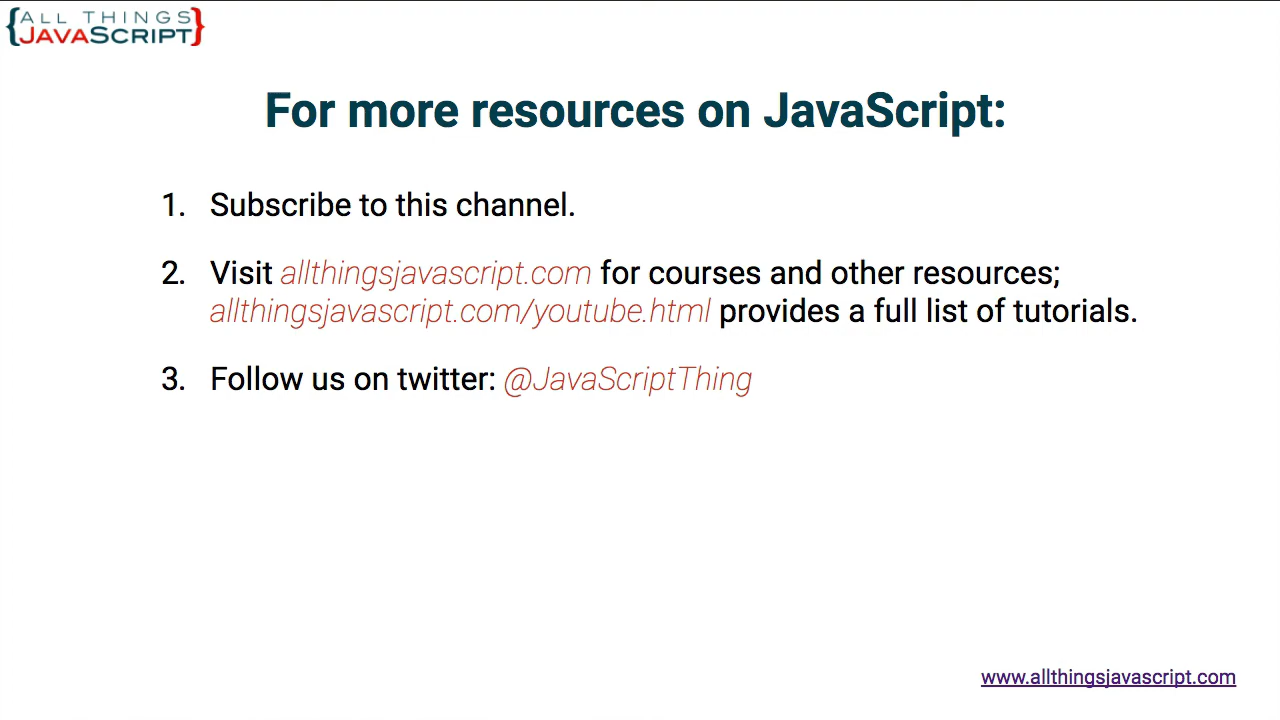 {ALL THINGS
JAVASCRIPT}
For more resources on JavaScript:
1. Subscribe to this channel.
2. Visit allthingsjavascript.com for courses and other resources;
allthingsjavascript.com/youtube.html provides a full list of tutorials.
3. Follow us on twitter: @JavaScriptThing
www.allthingsjavascript.com